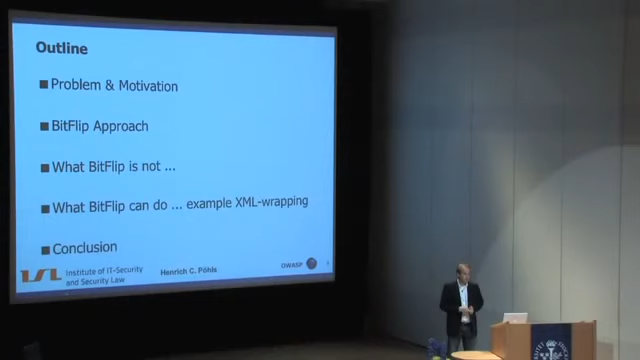 Outline
Problem & Motivation
BitFlip Approach
What BitFlip is not ...
What BitFlip can do ... example XML-wrapping
Conclusion
ISL Institute of IT-Security
and Security Law
Henrich C. Pöhls
OWASP